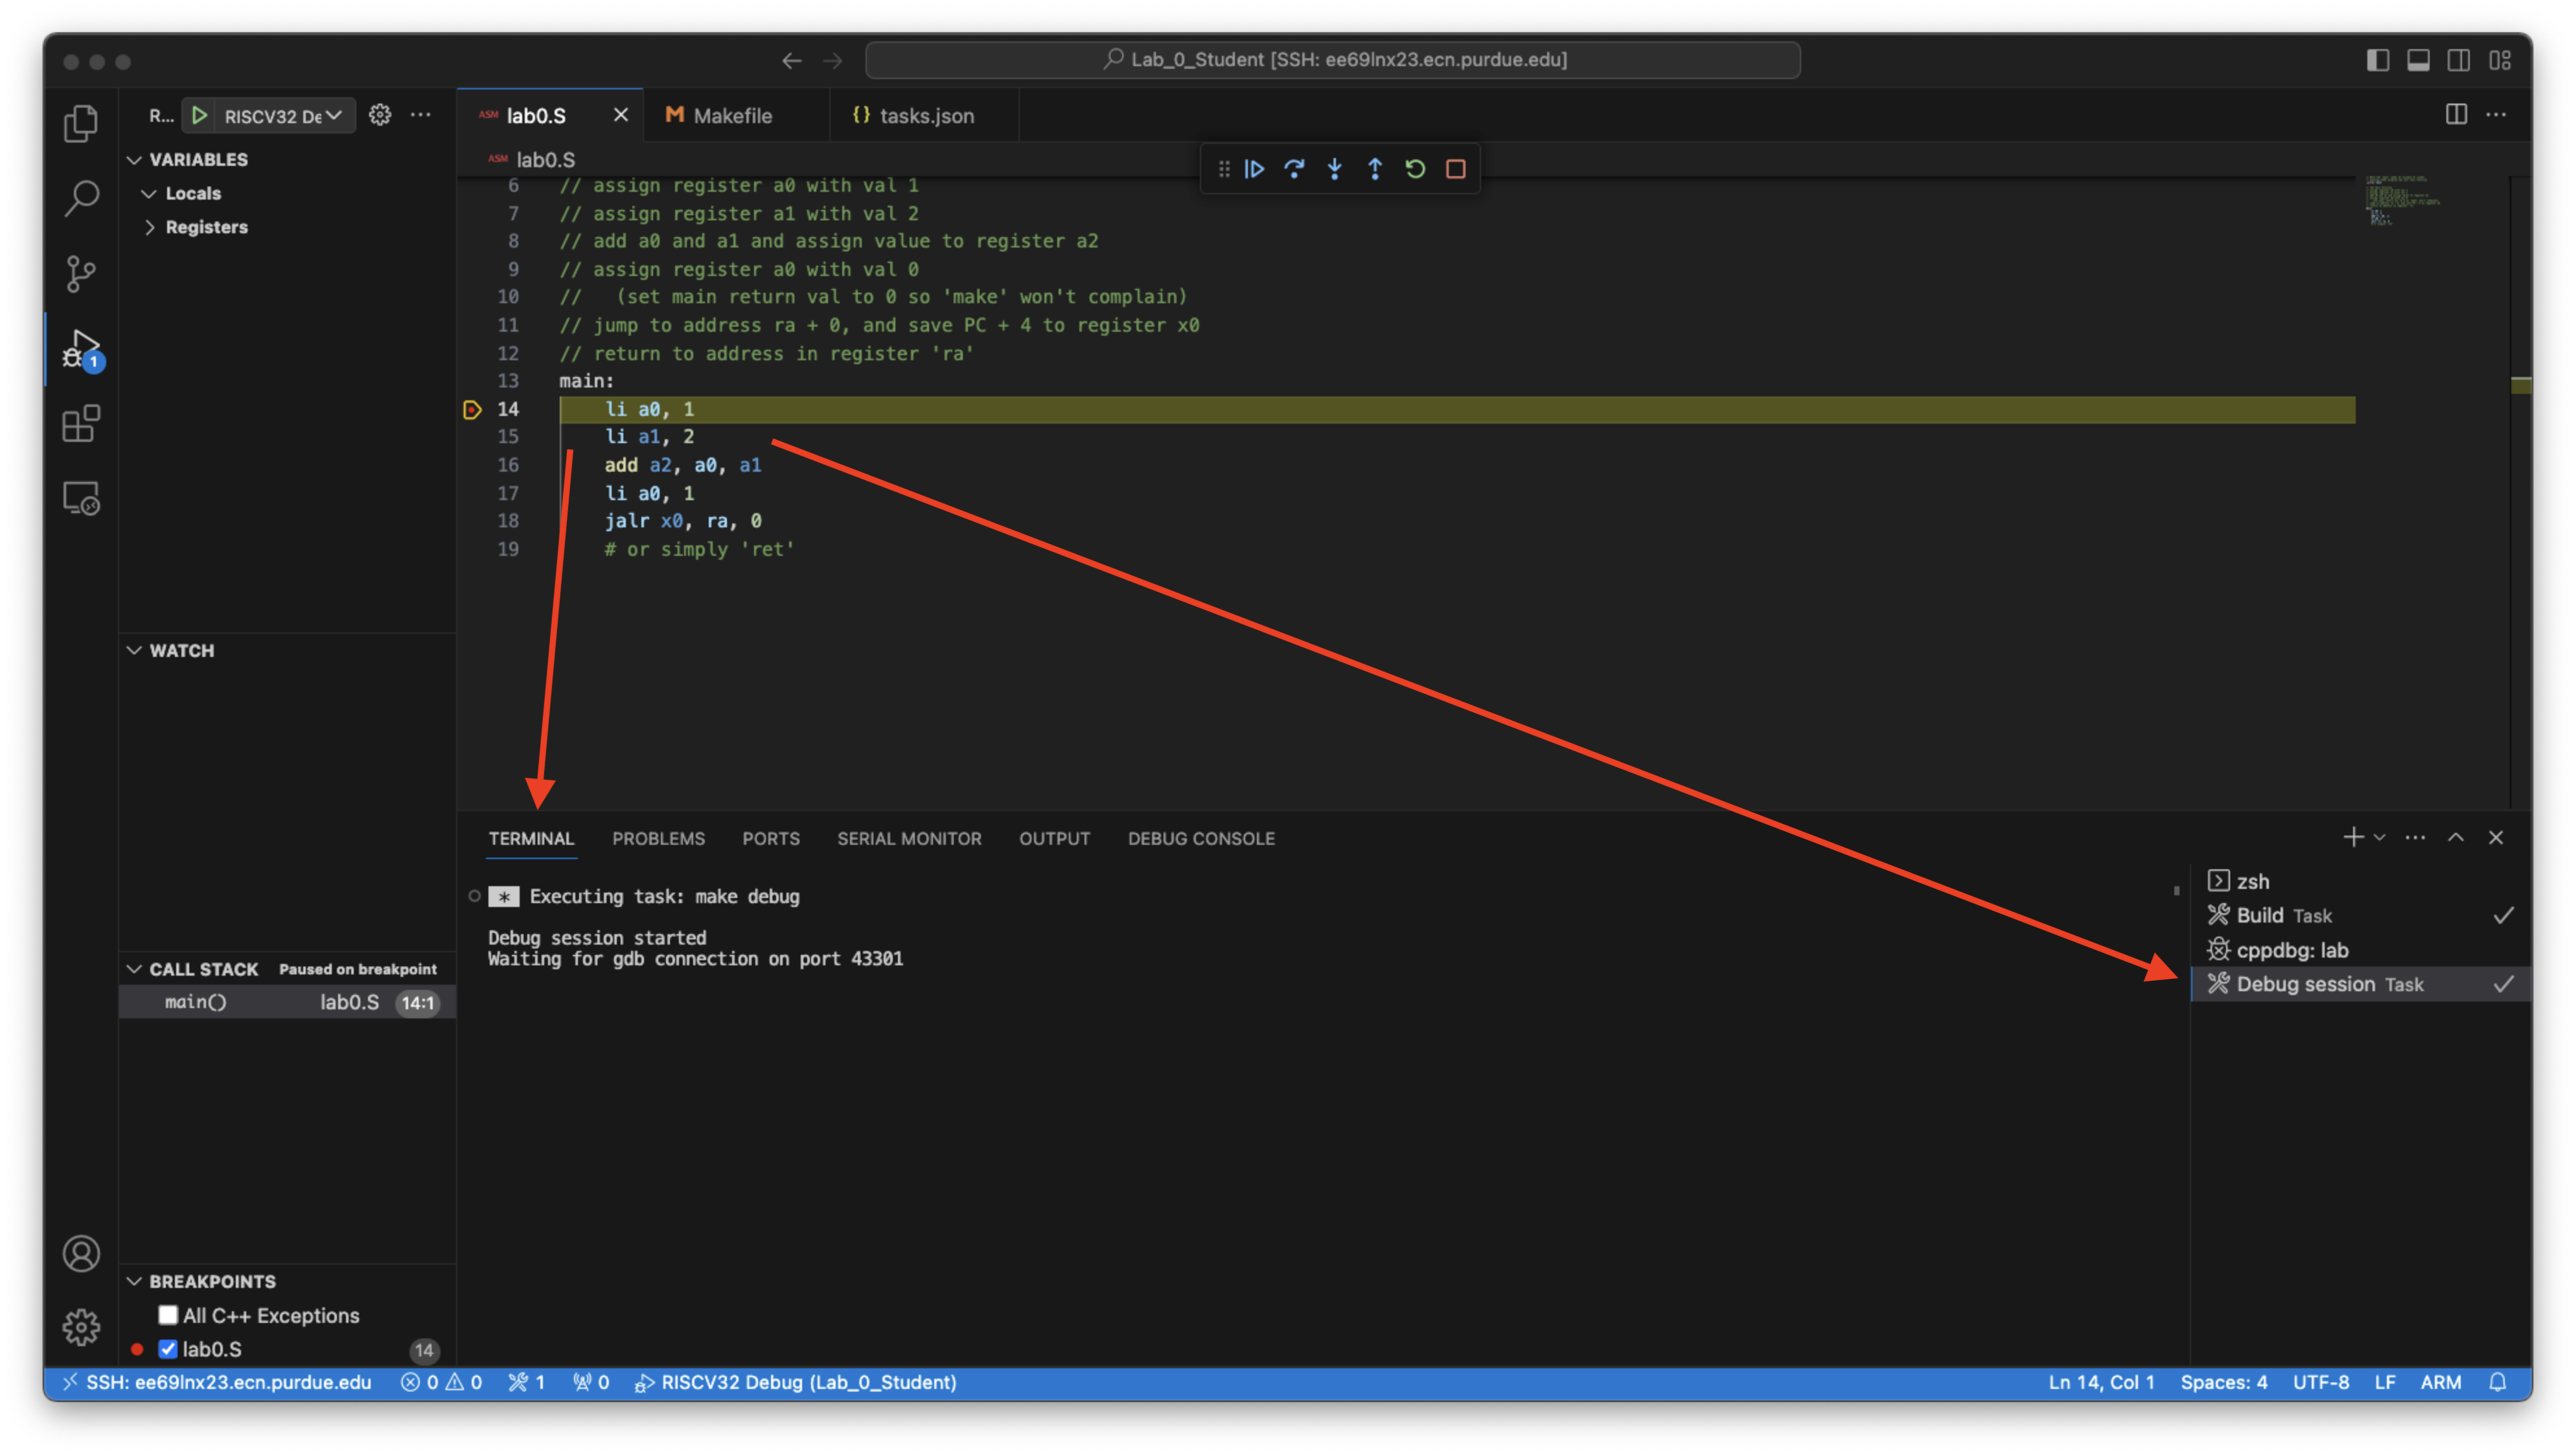 Lab_0_Student [SSH: ee69lnx23.ecn.purdue.edu]
R... RISCV32 De
lab0.S
Makefile
tasks.json
VARIABLES
Locals
Registers
WATCH
CALL STACK Paused on breakpoint
main() lab0.S 14:1
BREAKPOINTS
All C++ Exceptions
lab0.S 14
ASM lab0.S
6 // assign register a0 with val 1
7 // assign register a1 with val 2
8 // add a0 and a1 and assign value to register a2
9 // assign register a0 with val 0
10 //   (set main return val to 0 so 'make' won't complain)
11 // jump to address ra + 0, and save PC + 4 to register x0
12 // return to address in register 'ra'
13 main:
14     li a0, 1
15     li a1, 2
16     add a2, a0, a1
17     li a0, 1
18     jalr x0, ra, 0
19     # or simply 'ret'
TERMINAL PROBLEMS PORTS SERIAL MONITOR OUTPUT DEBUG CONSOLE
* Executing task: make debug
Debug session started
Waiting for gdb connection on port 43301
zsh
Build Task
cppdbg: lab
Debug session Task
1
SSH: ee69lnx23.ecn.purdue.edu 0 0 1 0 RISCV32 Debug (Lab_0_Student) Ln 14, Col 1 Spaces: 4 UTF-8 LF ARM